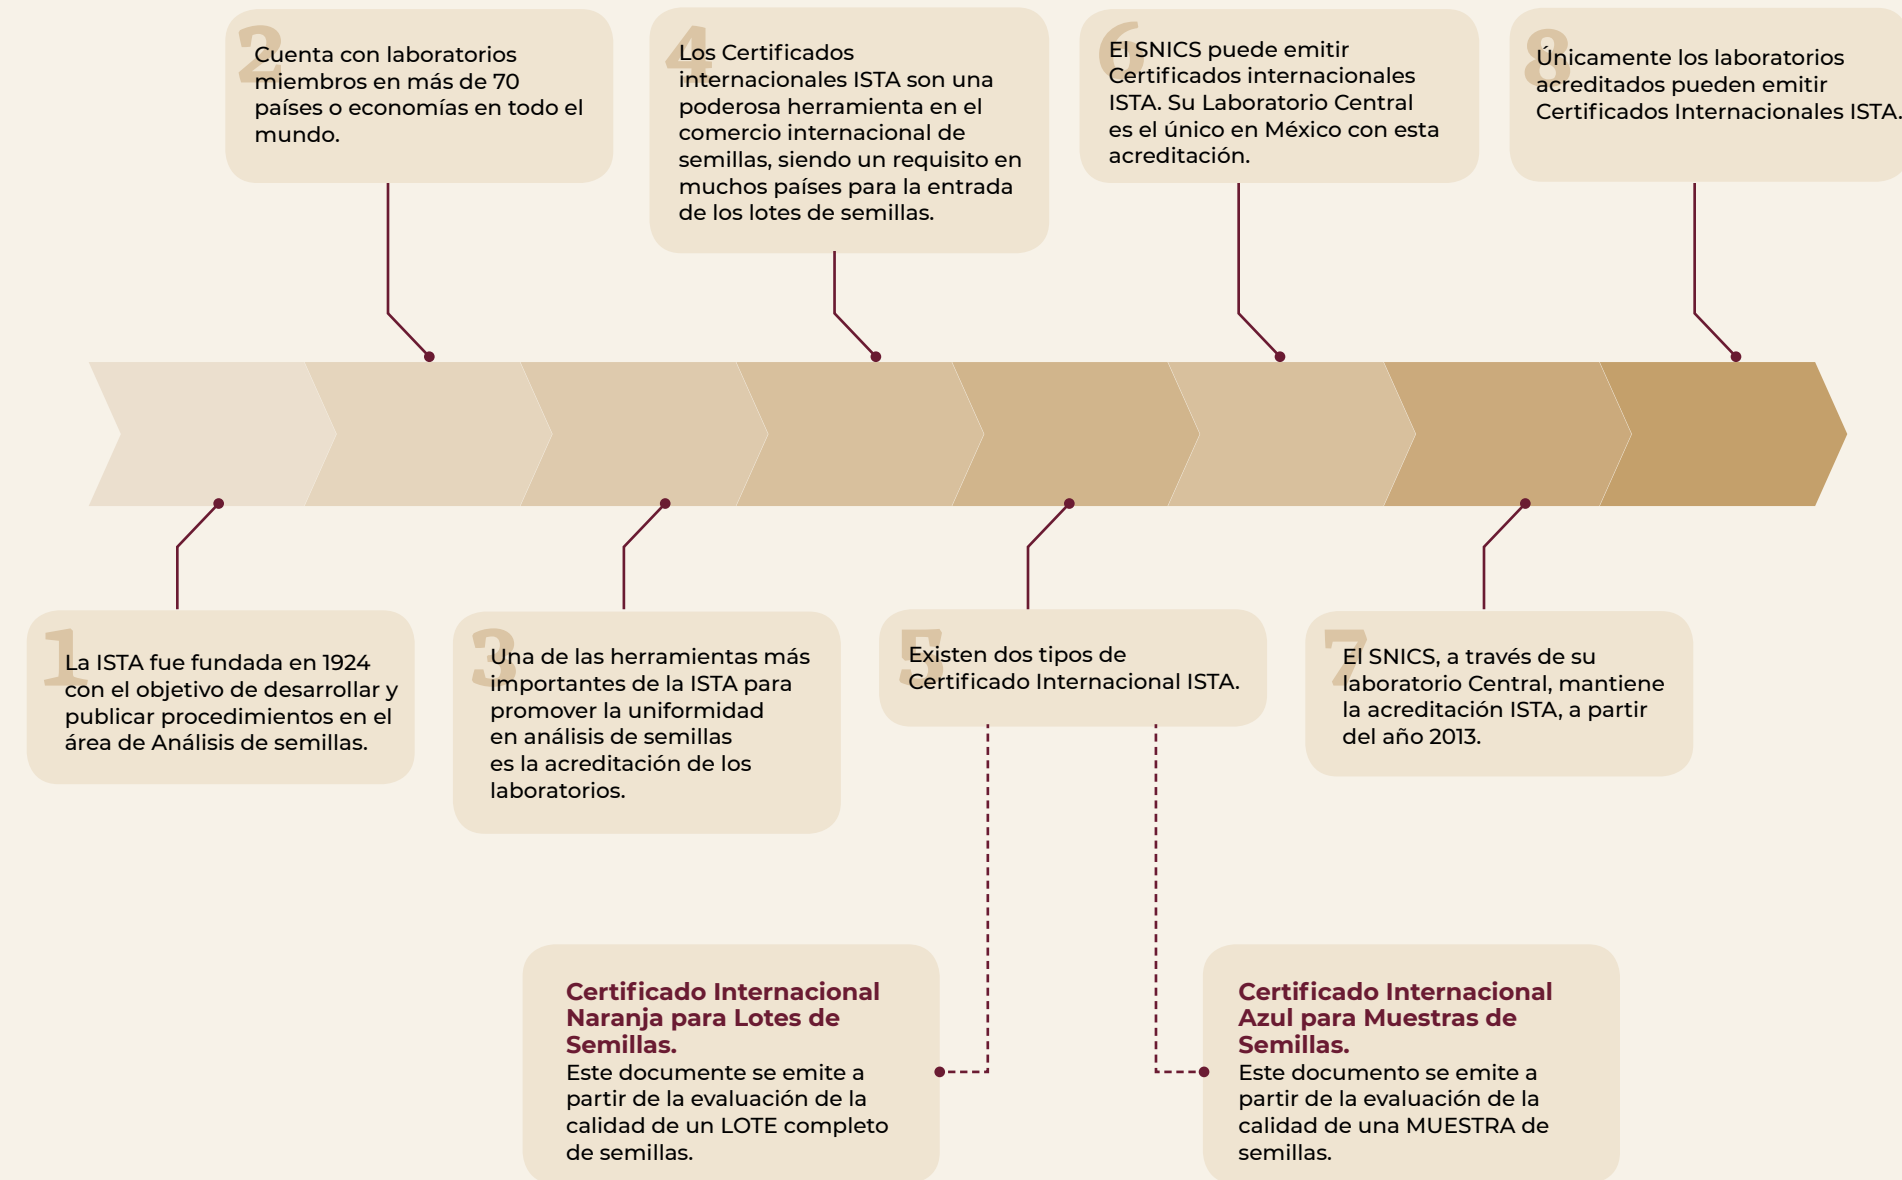 2
Cuenta con laboratorios
miembros en más de 70
países o economías en todo el
mundo.
4
Los Certificados
internacionales ISTA son una
poderosa herramienta en el
comercio internacional de
semillas, siendo un requisito en
muchos países para la entrada
de los lotes de semillas.
6
El SNICS puede emitir
Certificados internacionales
ISTA. Su Laboratorio Central
es el único en México con esta
acreditación.
8
Únicamente los laboratorios
acreditados pueden emitir
Certificados Internacionales ISTA.
1
La ISTA fue fundada en 1924
con el objetivo de desarrollar y
publicar procedimientos en el
área de Análisis de semillas.
3
Una de las herramientas más
importantes de la ISTA para
promover la uniformidad
en análisis de semillas
es la acreditación de los
laboratorios.
5
Existen dos tipos de
Certificado Internacional ISTA.
7
El SNICS, a través de su
laboratorio Central, mantiene
la acreditación ISTA, a partir
del año 2013.
Certificado Internacional
Naranja para Lotes de
Semillas.
Este documente se emite a
partir de la evaluación de la
calidad de un LOTE completo
de semillas.
Certificado Internacional
Azul para Muestras de
Semillas.
Este documento se emite a
partir de la evaluación de la
calidad de una MUESTRA de
semillas.